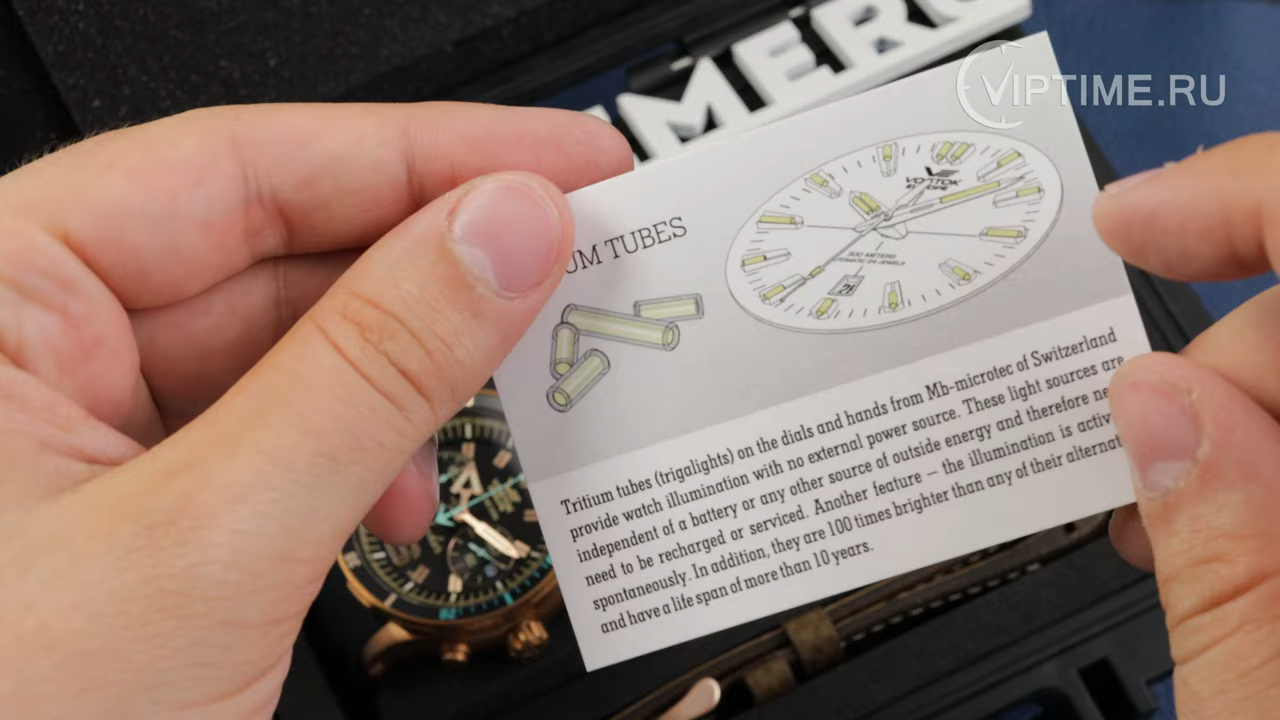 VIPTIME.RU
MERC
UM TUBES
VOSTOK
EUROPE
300 METERS
AUTOMATIC 24 JEWELS
Tritium tubes (trigalights) on the dials and hands from Mb-microtec of Switzerland
provide watch illumination with no external power source. These light sources are
independent of a battery or any other source of outside energy and therefore ne
need to be recharged or serviced. Another feature – the illumination is activ
spontaneously. In addition, they are 100 times brighter than any of their alternat
and have a life span of more than 10 years.